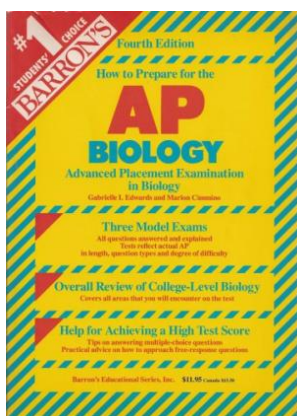 #1
STUDENTS' CHOICE
BARRON'S
Fourth Edition
How to Prepare for the
AP
BIOLOGY
Advanced Placement Examination
in Biology
Gabrielle I. Edwards and Marion Cimmino
Three Model Exams
All questions answered and explained
Tests reflect actual AP
in length, question types and degree of difficulty
Overall Review of College-Level Biology
Covers all areas that you will encounter on the test
Help for Achieving a High Test Score
Tips on answering multiple-choice questions
Practical advice on how to approach free-response questions
Barron's Educational Series, Inc. $11.95 Canada